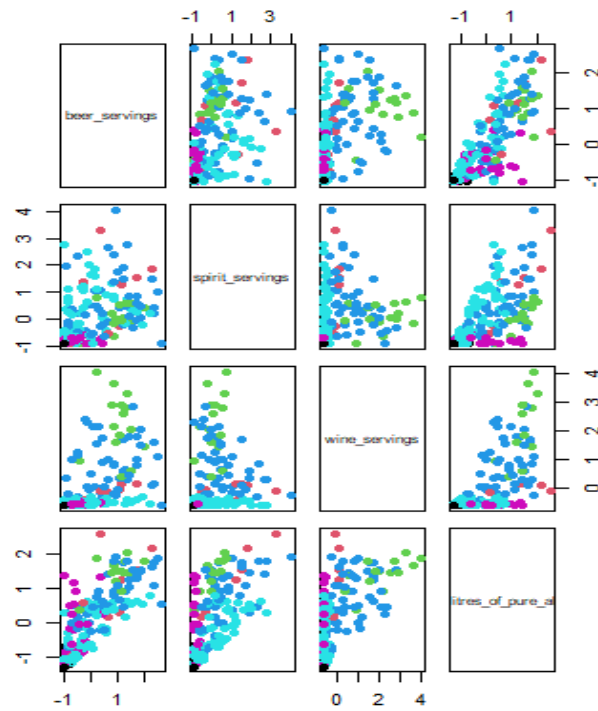 -1 1 3
-1 1
beer_servings
-1 0 1 2
spirit_servings
-1 0 1 2 3 4
wine_servings
0 1 2 3 4
litres_of_pure_al
-1 0 1 2
-1 1
0 2 4